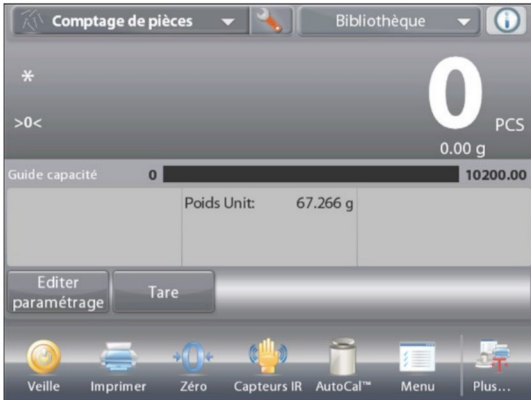 Comptage de pièces
Bibliothèque
*
0
>0<
PCS
0.00 g
Guide capacité 0 10200.00
Poids Unit: 67.266 g
Editer
paramétrage
Tare
→0←
Veille Imprimer Zéro Capteurs IR AutoCal™ Menu Plus...